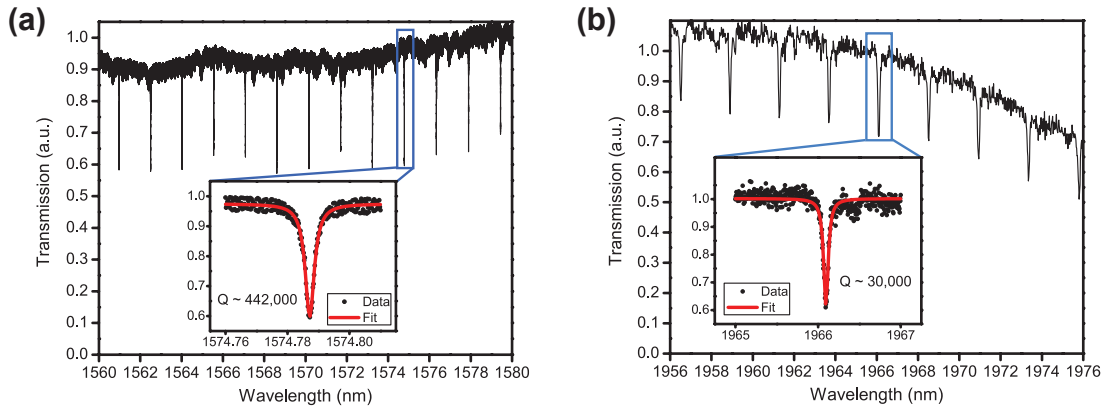 (a)
Transmission (a.u.)
1.0
0.9
0.8
0.7
0.6
0.5
0.4
0.3
0.2
0.1
0.0
1560 1562 1564 1566 1568 1570 1572 1574 1576 1578 1580
Wavelength (nm)
1.0
0.9
0.8
0.7
0.6
Q ~ 442,000
Data
Fit
1574.76 1574.78 1574.80
(b)
Transmission (a.u.)
1.0
0.9
0.8
0.7
0.6
0.5
0.4
0.3
0.2
0.1
0.0
1956 1958 1960 1962 1964 1966 1968 1970 1972 1974 1976
Wavelength (nm)
1.0
0.9
0.8
0.7
0.6
Q ~ 30,000
Data
Fit
1965 1966 1967